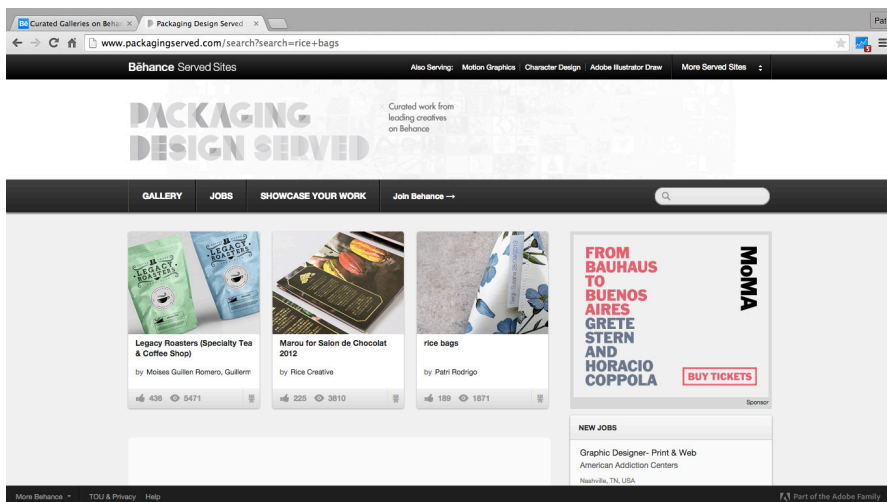 Curated Galleries on Behan
Packaging Design Served
Pat
www.packagingserved.com/search?search=rice+bags
3
Bēhance Served Sites
Also Serving: Motion Graphics Character Design Adobe Illustrator Draw More Served Sites
PACKAGING
DESIGN SERVED
Curated work from
leading creatives
on Behance
GALLERY JOBS SHOWCASE YOUR WORK Join Behance →
LEGACY
ROASTERS
LEGACY
ROASTERS
Legacy Roasters (Specialty Tea
& Coffee Shop)
by Moises Guillen Romero, Guillerm
436 5471
Marou for Salon de Chocolat
2012
by Rice Creative
225 3810
rice bags
by Patri Rodrigo
189 1871
FROM
BAUHAUS
TO
BUENOS
AIRES
GRETE
STERN
AND
HORACIO
COPPOLA
MoMA
BUY TICKETS
Sponsor
NEW JOBS
Graphic Designer- Print & Web
American Addiction Centers
Nashville, TN, USA
More Behance TOU & Privacy Help
Part of the Adobe Family